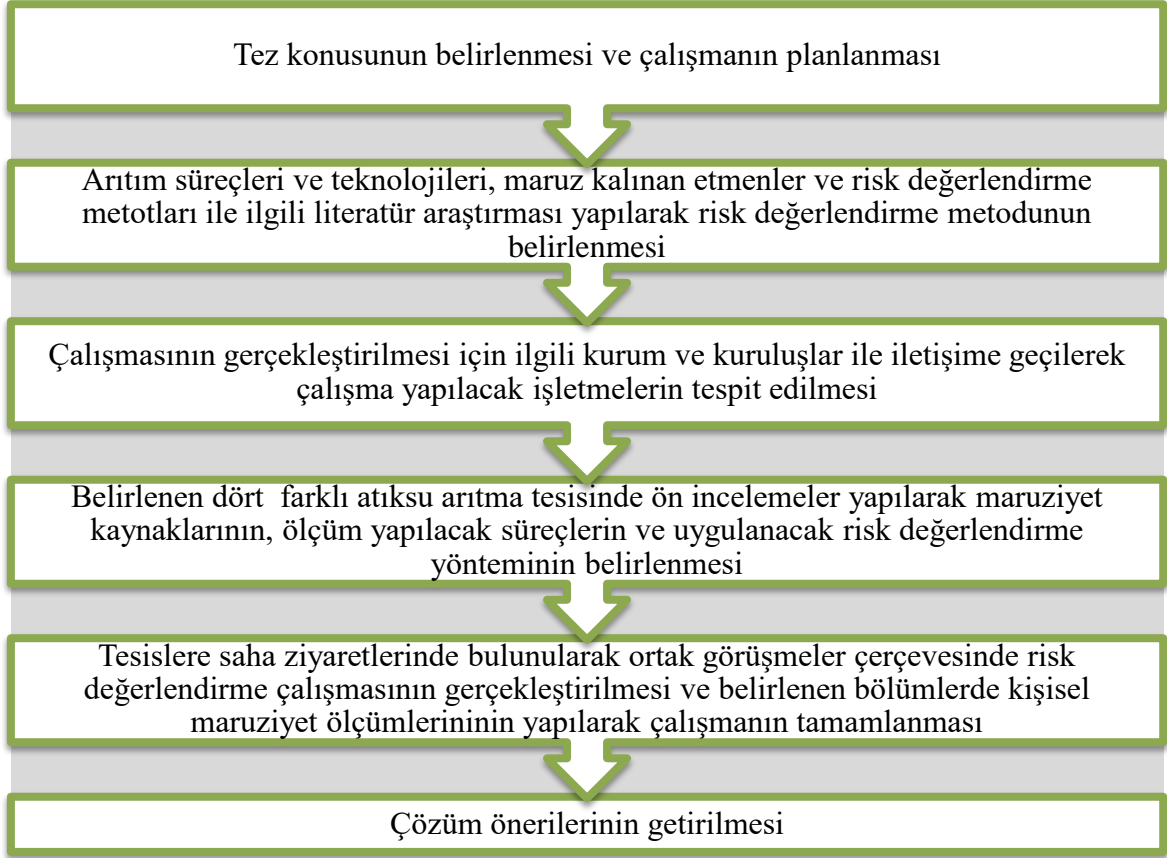 Tez konusunun belirlenmesi ve çalışmanın planlanması
Arıtım süreçleri ve teknolojileri, maruz kalınan etmenler ve risk değerlendirme
metotları ile ilgili literatür araştırması yapılarak risk değerlendirme metodunun
belirlenmesi
Çalışmasının gerçekleştirilmesi için ilgili kurum ve kuruluşlar ile iletişime geçilerek
çalışma yapılacak işletmelerin tespit edilmesi
Belirlenen dört farklı atıksu arıtma tesisinde ön incelemeler yapılarak maruziyet
kaynaklarının, ölçüm yapılacak süreçlerin ve uygulanacak risk değerlendirme
yönteminin belirlenmesi
Tesislere saha ziyaretlerinde bulunularak ortak görüşmeler çerçevesinde risk
değerlendirme çalışmasının gerçekleştirilmesi ve belirlenen bölümlerde kişisel
maruziyet ölçümlerininin yapılarak çalışmanın tamamlanması
Çözüm önerilerinin getirilmesi